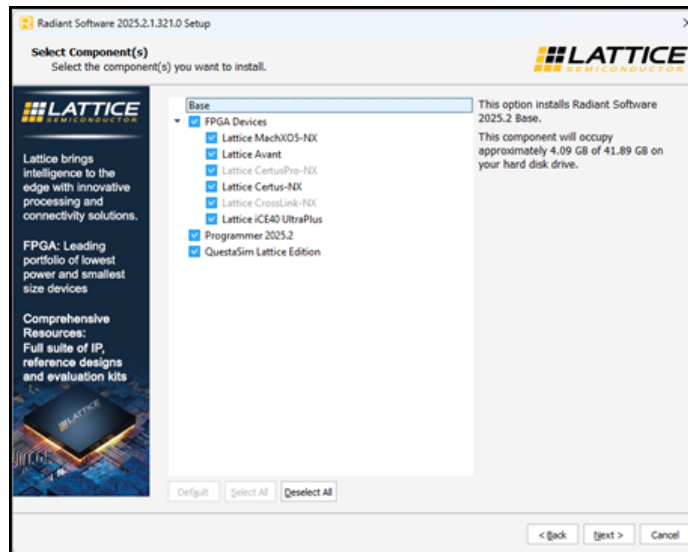 Radiant Software 2025.2.1.321.0 Setup
Select Component(s)
Select the component(s) you want to install.
LATTICE
SEMICONDUCTOR
LATTICE
SEMICONDUCTOR
Lattice brings
intelligence to the
edge with innovative
processing and
connectivity solutions.
FPGA: Leading
portfolio of lowest
power and smallest
size devices
Comprehensive
Resources:
Full suite of IP,
reference designs
and evaluation kits
LATTICE
Base
FPGA Devices
Lattice MachXO5-NX
Lattice Avant
Lattice CertusPro-NX
Lattice Certus-NX
Lattice CrossLink-NX
Lattice iCE40 UltraPlus
Programmer 2025.2
QuestaSim Lattice Edition
This option installs Radiant Software
2025.2 Base.
This component will occupy
approximately 4.09 GB of 41.89 GB on
your hard disk drive.
Default
Select All
Deselect All
< Back
Next >
Cancel